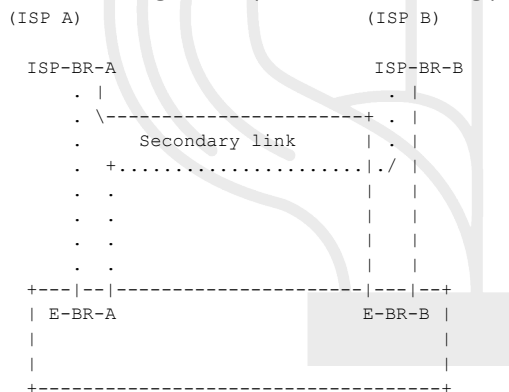 (ISP A) (ISP B)
ISP-BR-A ISP-BR-B
Secondary link
E-BR-A E-BR-B